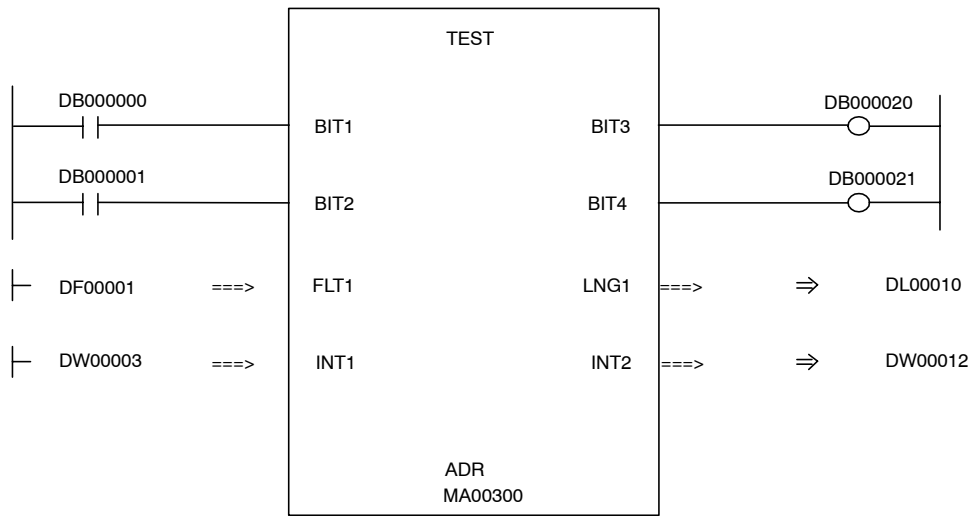 TEST
DB000000 BIT1 BIT3 DB000020
DB000001 BIT2 BIT4 DB000021
DF00001 ===> FLT1 LNG1 ===> ⇒ DL00010
DW00003 ===> INT1 INT2 ===> ⇒ DW00012
ADR
MA00300